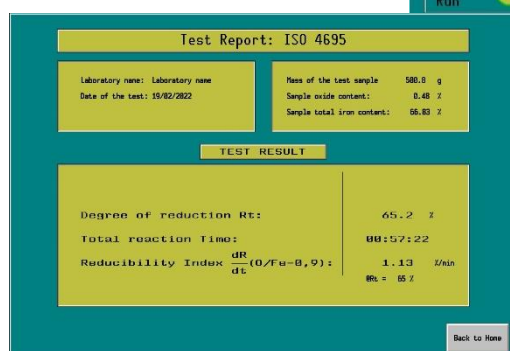 Run
Test Report: ISO 4695
Laboratory name: Laboratory name
Date of the test: 19/02/2022
Mass of the test sample 500.0 g
Sample oxide content: 0.48 %
Sample total iron content: 66.03 %
TEST RESULT
Degree of reduction Rt: 65.2 %
Total reaction Time: 00:57:22
Reducibility Index dR/dt (O/Fe-0,9): 1.13 %/min
@Rt = 65 %
Back to Home